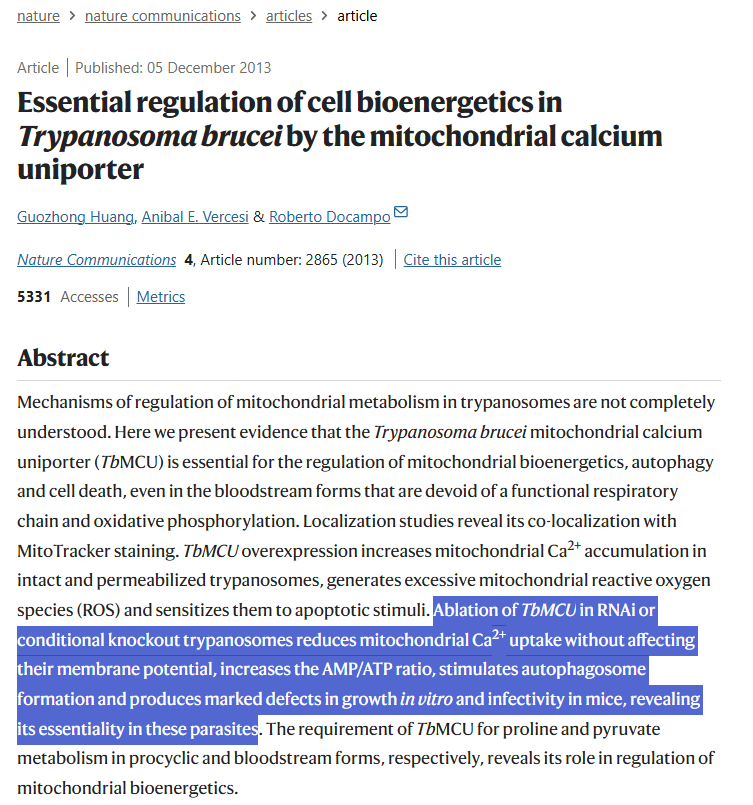 nature > nature communications > articles > article
Article | Published: 05 December 2013
Essential regulation of cell bioenergetics in
Trypanosoma brucei by the mitochondrial calcium
uniporter
Guozhong Huang, Anibal E. Vercesi & Roberto Docampo
Nature Communications 4, Article number: 2865 (2013) | Cite this article
5331 Accesses | Metrics
Abstract
Mechanisms of regulation of mitochondrial metabolism in trypanosomes are not completely
understood. Here we present evidence that the Trypanosoma brucei mitochondrial calcium
uniporter (TbMCU) is essential for the regulation of mitochondrial bioenergetics, autophagy
and cell death, even in the bloodstream forms that are devoid of a functional respiratory
chain and oxidative phosphorylation. Localization studies reveal its co-localization with
MitoTracker staining. TbMCU overexpression increases mitochondrial Ca²⁺ accumulation in
intact and permeabilized trypanosomes, generates excessive mitochondrial reactive oxygen
species (ROS) and sensitizes them to apoptotic stimuli. Ablation of TbMCU in RNAi or
conditional knockout trypanosomes reduces mitochondrial Ca²⁺ uptake without affecting
their membrane potential, increases the AMP/ATP ratio, stimulates autophagosome
formation and produces marked defects in growth in vitro and infectivity in mice, revealing
its essentiality in these parasites. The requirement of TbMCU for proline and pyruvate
metabolism in procyclic and bloodstream forms, respectively, reveals its role in regulation of
mitochondrial bioenergetics.